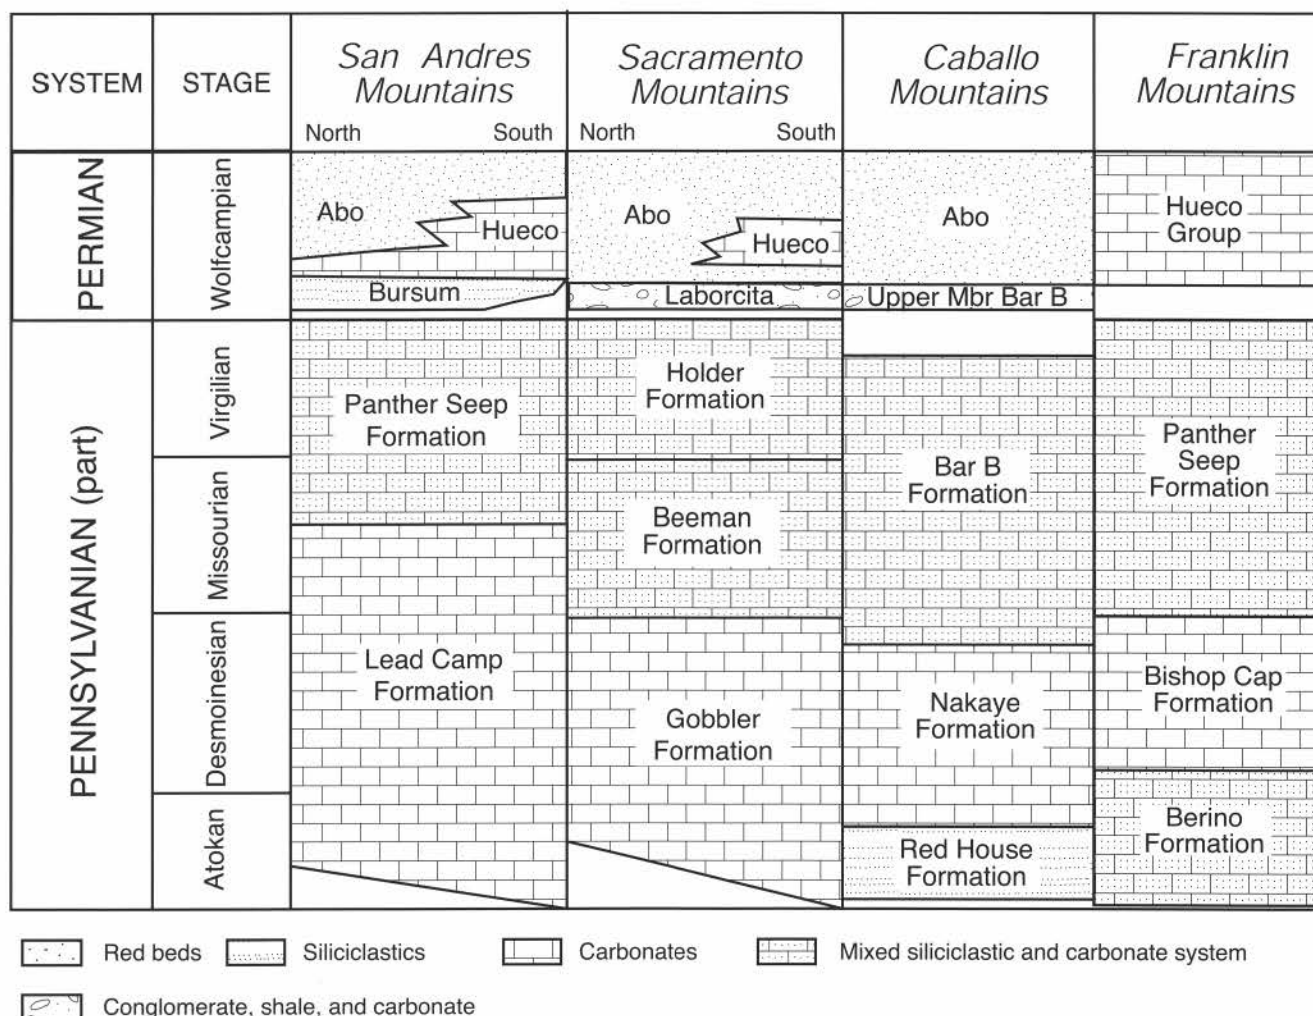 SYSTEM
STAGE
San Andres
Mountains
North South
Sacramento
Mountains
North South
Caballo
Mountains
Franklin
Mountains
PERMIAN
Wolfcampian
Abo
Hueco
Bursum
Abo
Hueco
Laborcita
Abo
Upper Mbr Bar B
Hueco
Group
PENNSYLVANIAN (part)
Virgilian
Missourian
Desmoinesian
Atokan
Panther Seep
Formation
Lead Camp
Formation
Holder
Formation
Beeman
Formation
Gobbler
Formation
Bar B
Formation
Nakaye
Formation
Red House
Formation
Panther
Seep
Formation
Bishop Cap
Formation
Berino
Formation
Red beds
Siliciclastics
Carbonates
Mixed siliciclastic and carbonate system
Conglomerate, shale, and carbonate